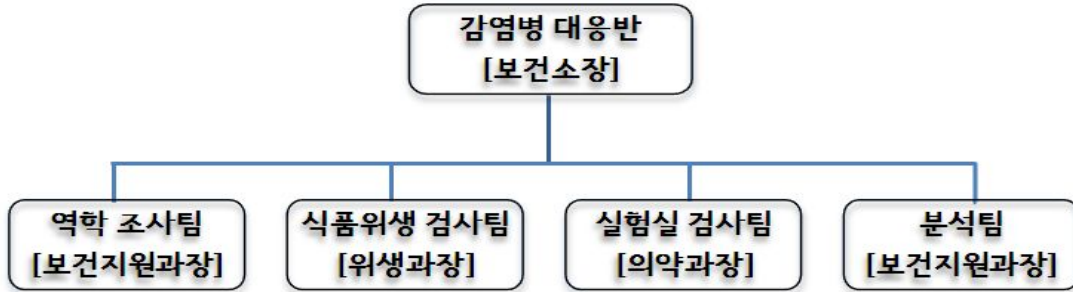 감염병 대응반
[보건소장]
역학 조사팀
[보건지원과장]
식품위생 검사팀
[위생과장]
실험실 검사팀
[의약과장]
분석팀
[보건지원과장]